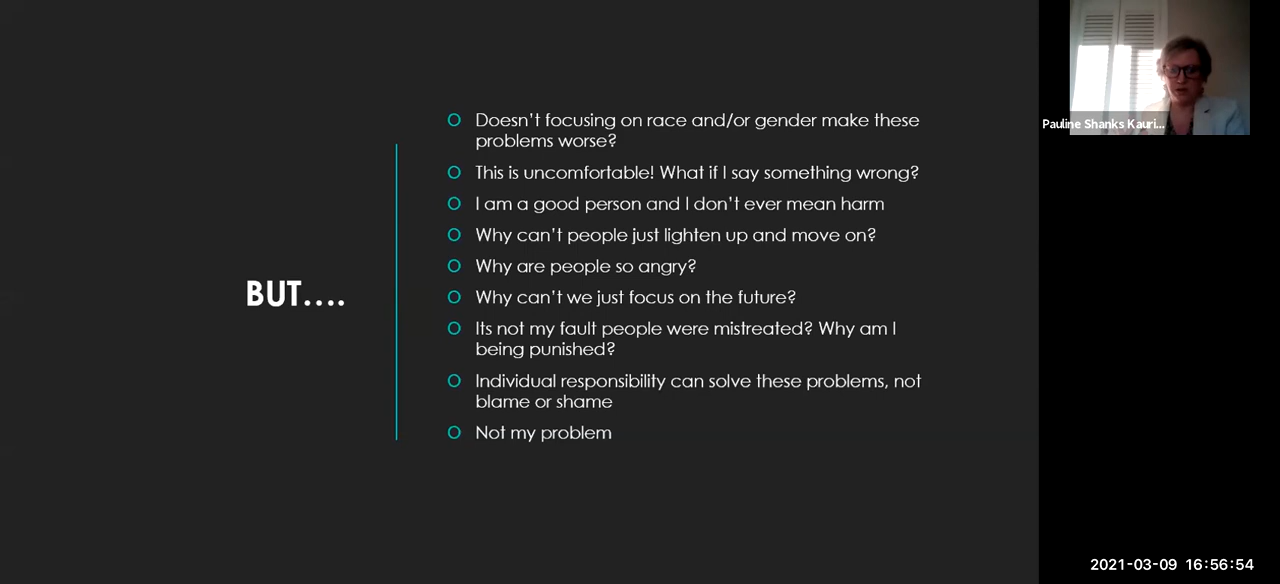 BUT....
O Doesn't focusing on race and/or gender make these
problems worse?
O This is uncomfortable! What if I say something wrong?
O I am a good person and I don't ever mean harm
O Why can't people just lighten up and move on?
O Why are people so angry?
O Why can't we just focus on the future?
O Its not my fault people were mistreated? Why am I
being punished?
O Individual responsibility can solve these problems, not
blame or shame
O Not my problem
Pauline Shanks Kauri...
2021-03-09 16:56:54